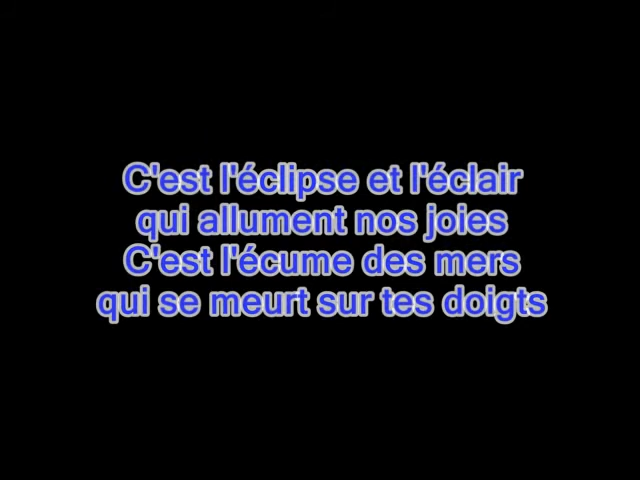 C'est l'éclipse et l'éclair
qui allument nos joies
C'est l'écume des mers
qui se meurt sur tes doigts